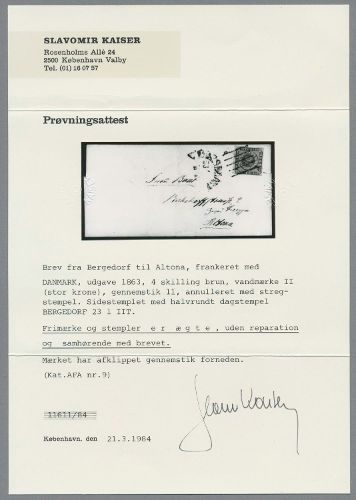 SLAVOMIR KAISER
Rosenholms Allé 24
2500 København Valby
Tel. (01) 16 07 57
Prøvningsattest
Altona
Brev fra Bergedorf til Altona, frankeret med
DANMARK, udgave 1863, 4 skilling brun, vandmærke II
(stor krone), gennemstik 11, annulleret med streg-
stempel. Sidestemplet med halvrundt dagstempel
BERGEDORF 23 1 IIT.
Frimærke og stempler e r æ g t e, uden reparation
og samhørende med brevet.
Mærket har afklippet gennemstik forneden.
(Kat.AFA nr.9)
11611/84
København, den 21.3.1984